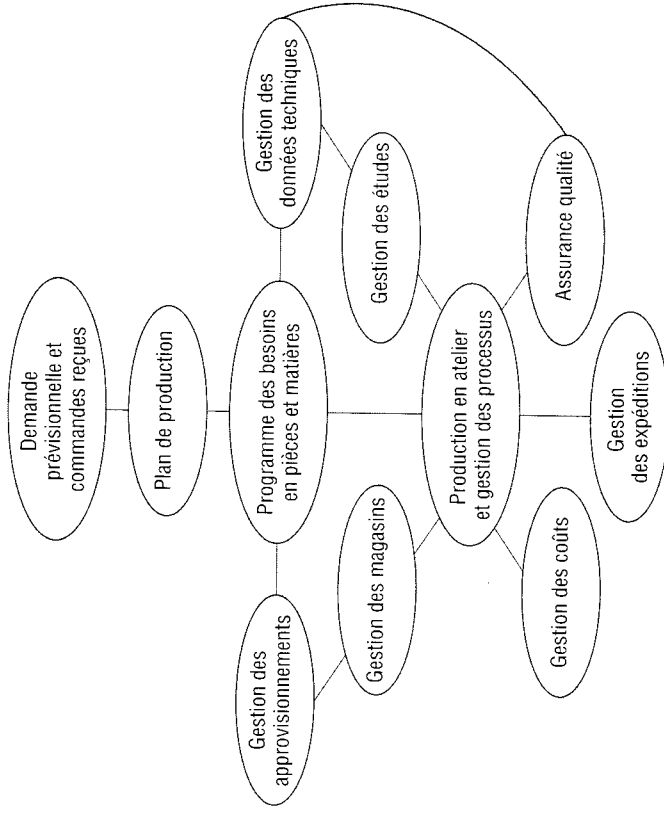 Demande
prévisionnelle et
commandes reçues
Plan de production
Programme des besoins
en pièces et matières
Gestion des
approvisionnements
Gestion des
données techniques
Gestion des magasins
Gestion des études
Production en atelier
et gestion des processus
Gestion des coûts
Assurance qualité
Gestion
des expéditions